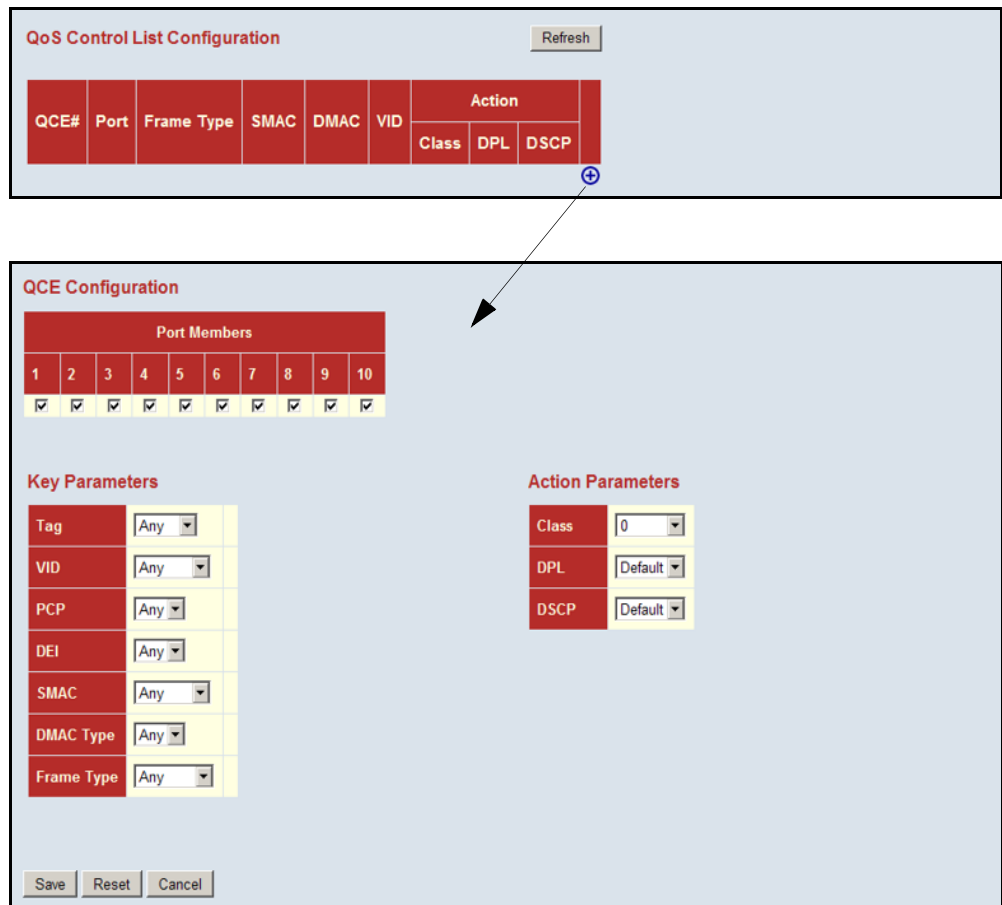 QoS Control List Configuration
Refresh
QCE# Port Frame Type SMAC DMAC VID Action
Class DPL DSCP
QCE Configuration
Port Members
1 2 3 4 5 6 7 8 9 10
Key Parameters
Tag Any
VID Any
PCP Any
DEI Any
SMAC Any
DMAC Type Any
Frame Type Any
Action Parameters
Class 0
DPL Default
DSCP Default
Save Reset Cancel